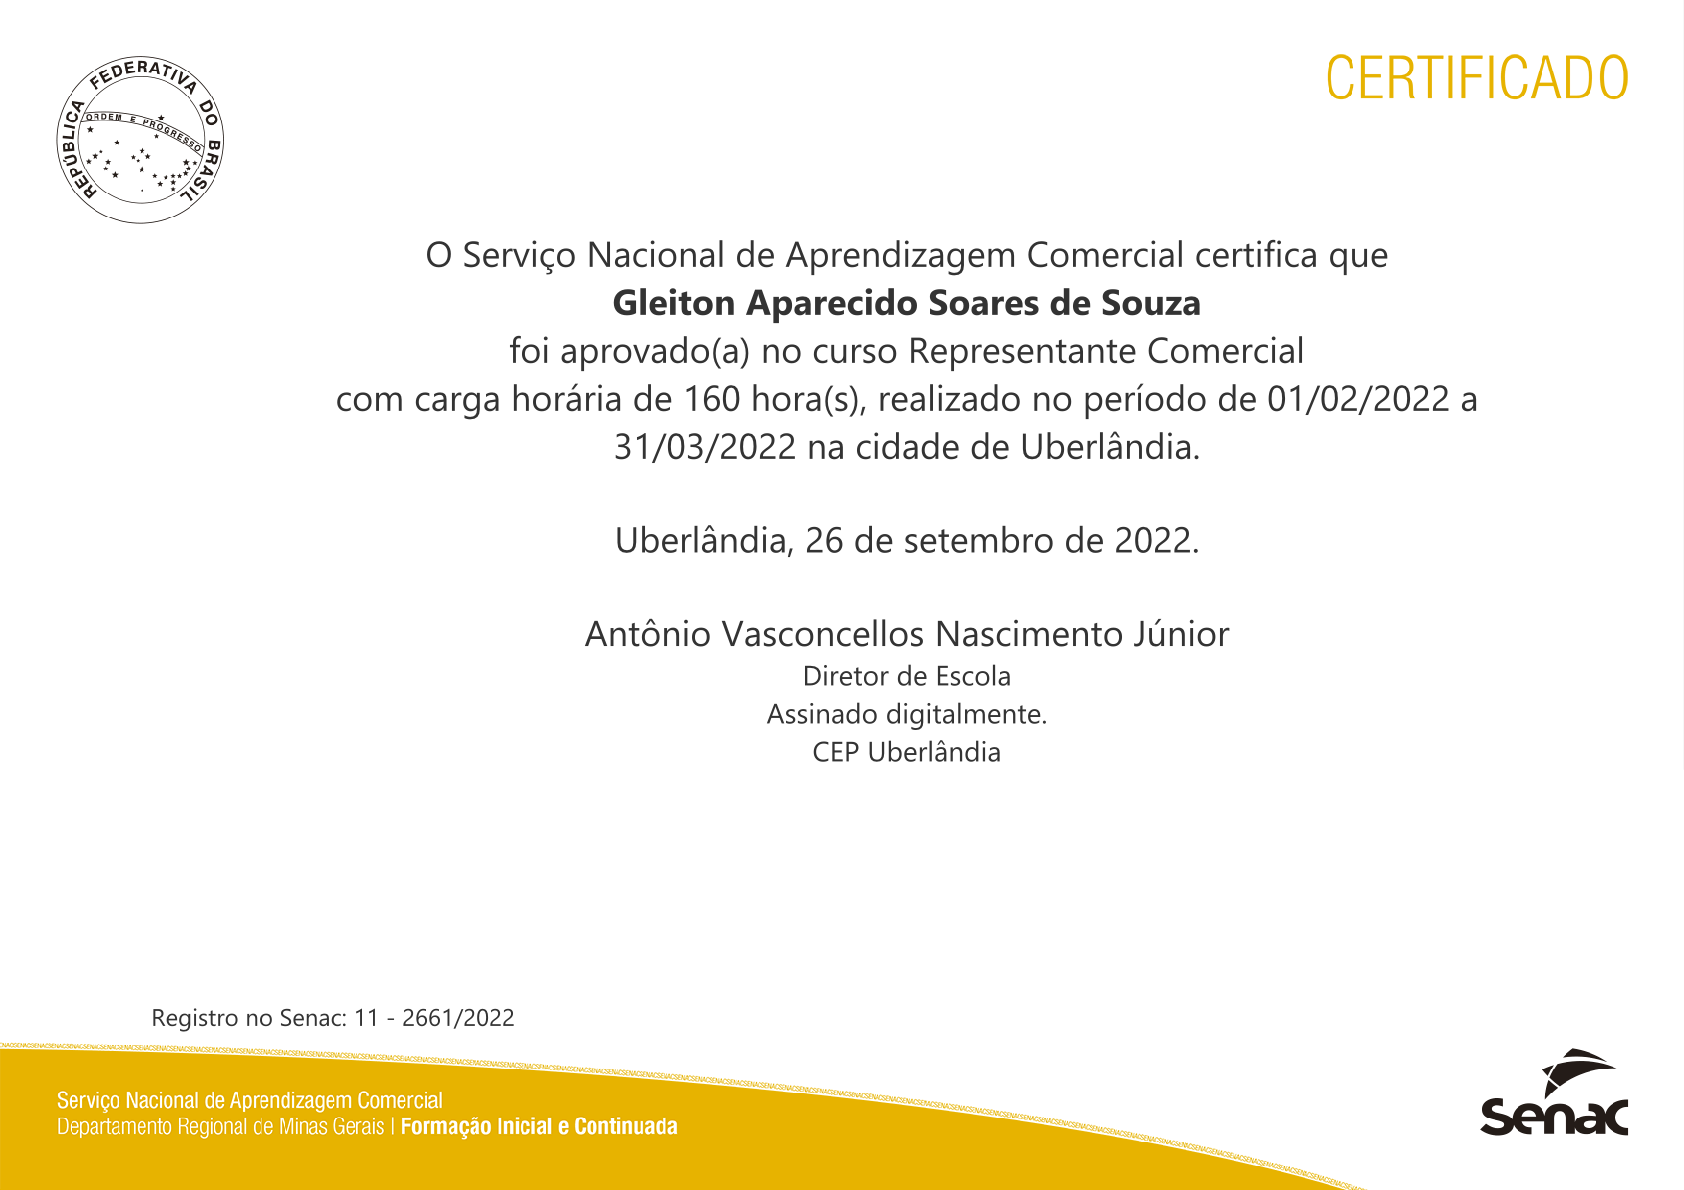 REPÚBLICA FEDERATIVA DO BRASIL
ORDEM E PROGRESSO
CERTIFICADO
O Serviço Nacional de Aprendizagem Comercial certifica que
Gleiton Aparecido Soares de Souza
foi aprovado(a) no curso Representante Comercial
com carga horária de 160 hora(s), realizado no período de 01/02/2022 a
31/03/2022 na cidade de Uberlândia.
Uberlândia, 26 de setembro de 2022.
Antônio Vasconcellos Nascimento Júnior
Diretor de Escola
Assinado digitalmente.
CEP Uberlândia
Registro no Senac: 11 - 2661/2022
Serviço Nacional de Aprendizagem Comercial
Departamento Regional de Minas Gerais | Formação Inicial e Continuada
Senac